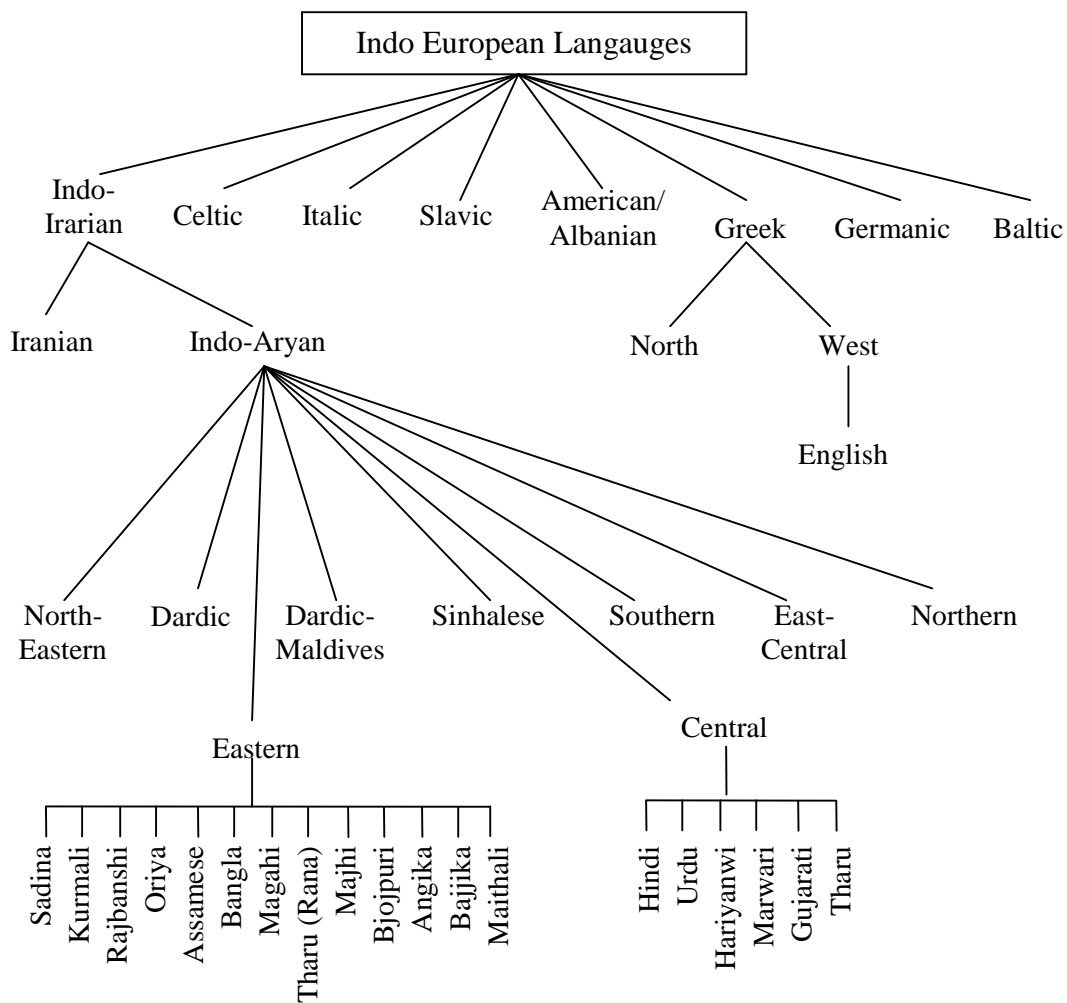 Indo European Langauges
Indo-
Irarian
Celtic
Italic
Slavic
American/
Albanian
Greek
Germanic
Baltic
Iranian
Indo-Aryan
North
West
English
North-
Eastern
Dardic
Dardic-
Maldives
Sinhalese
Southern
East-
Central
Northern
Eastern
Central
Sadina
Kurmali
Rajbanshi
Oriya
Assamese
Bangla
Magahi
Tharu (Rana)
Majhi
Bjojpuri
Angika
Bajjika
Maithali
Hindi
Urdu
Hariyanwi
Marwari
Gujarati
Tharu